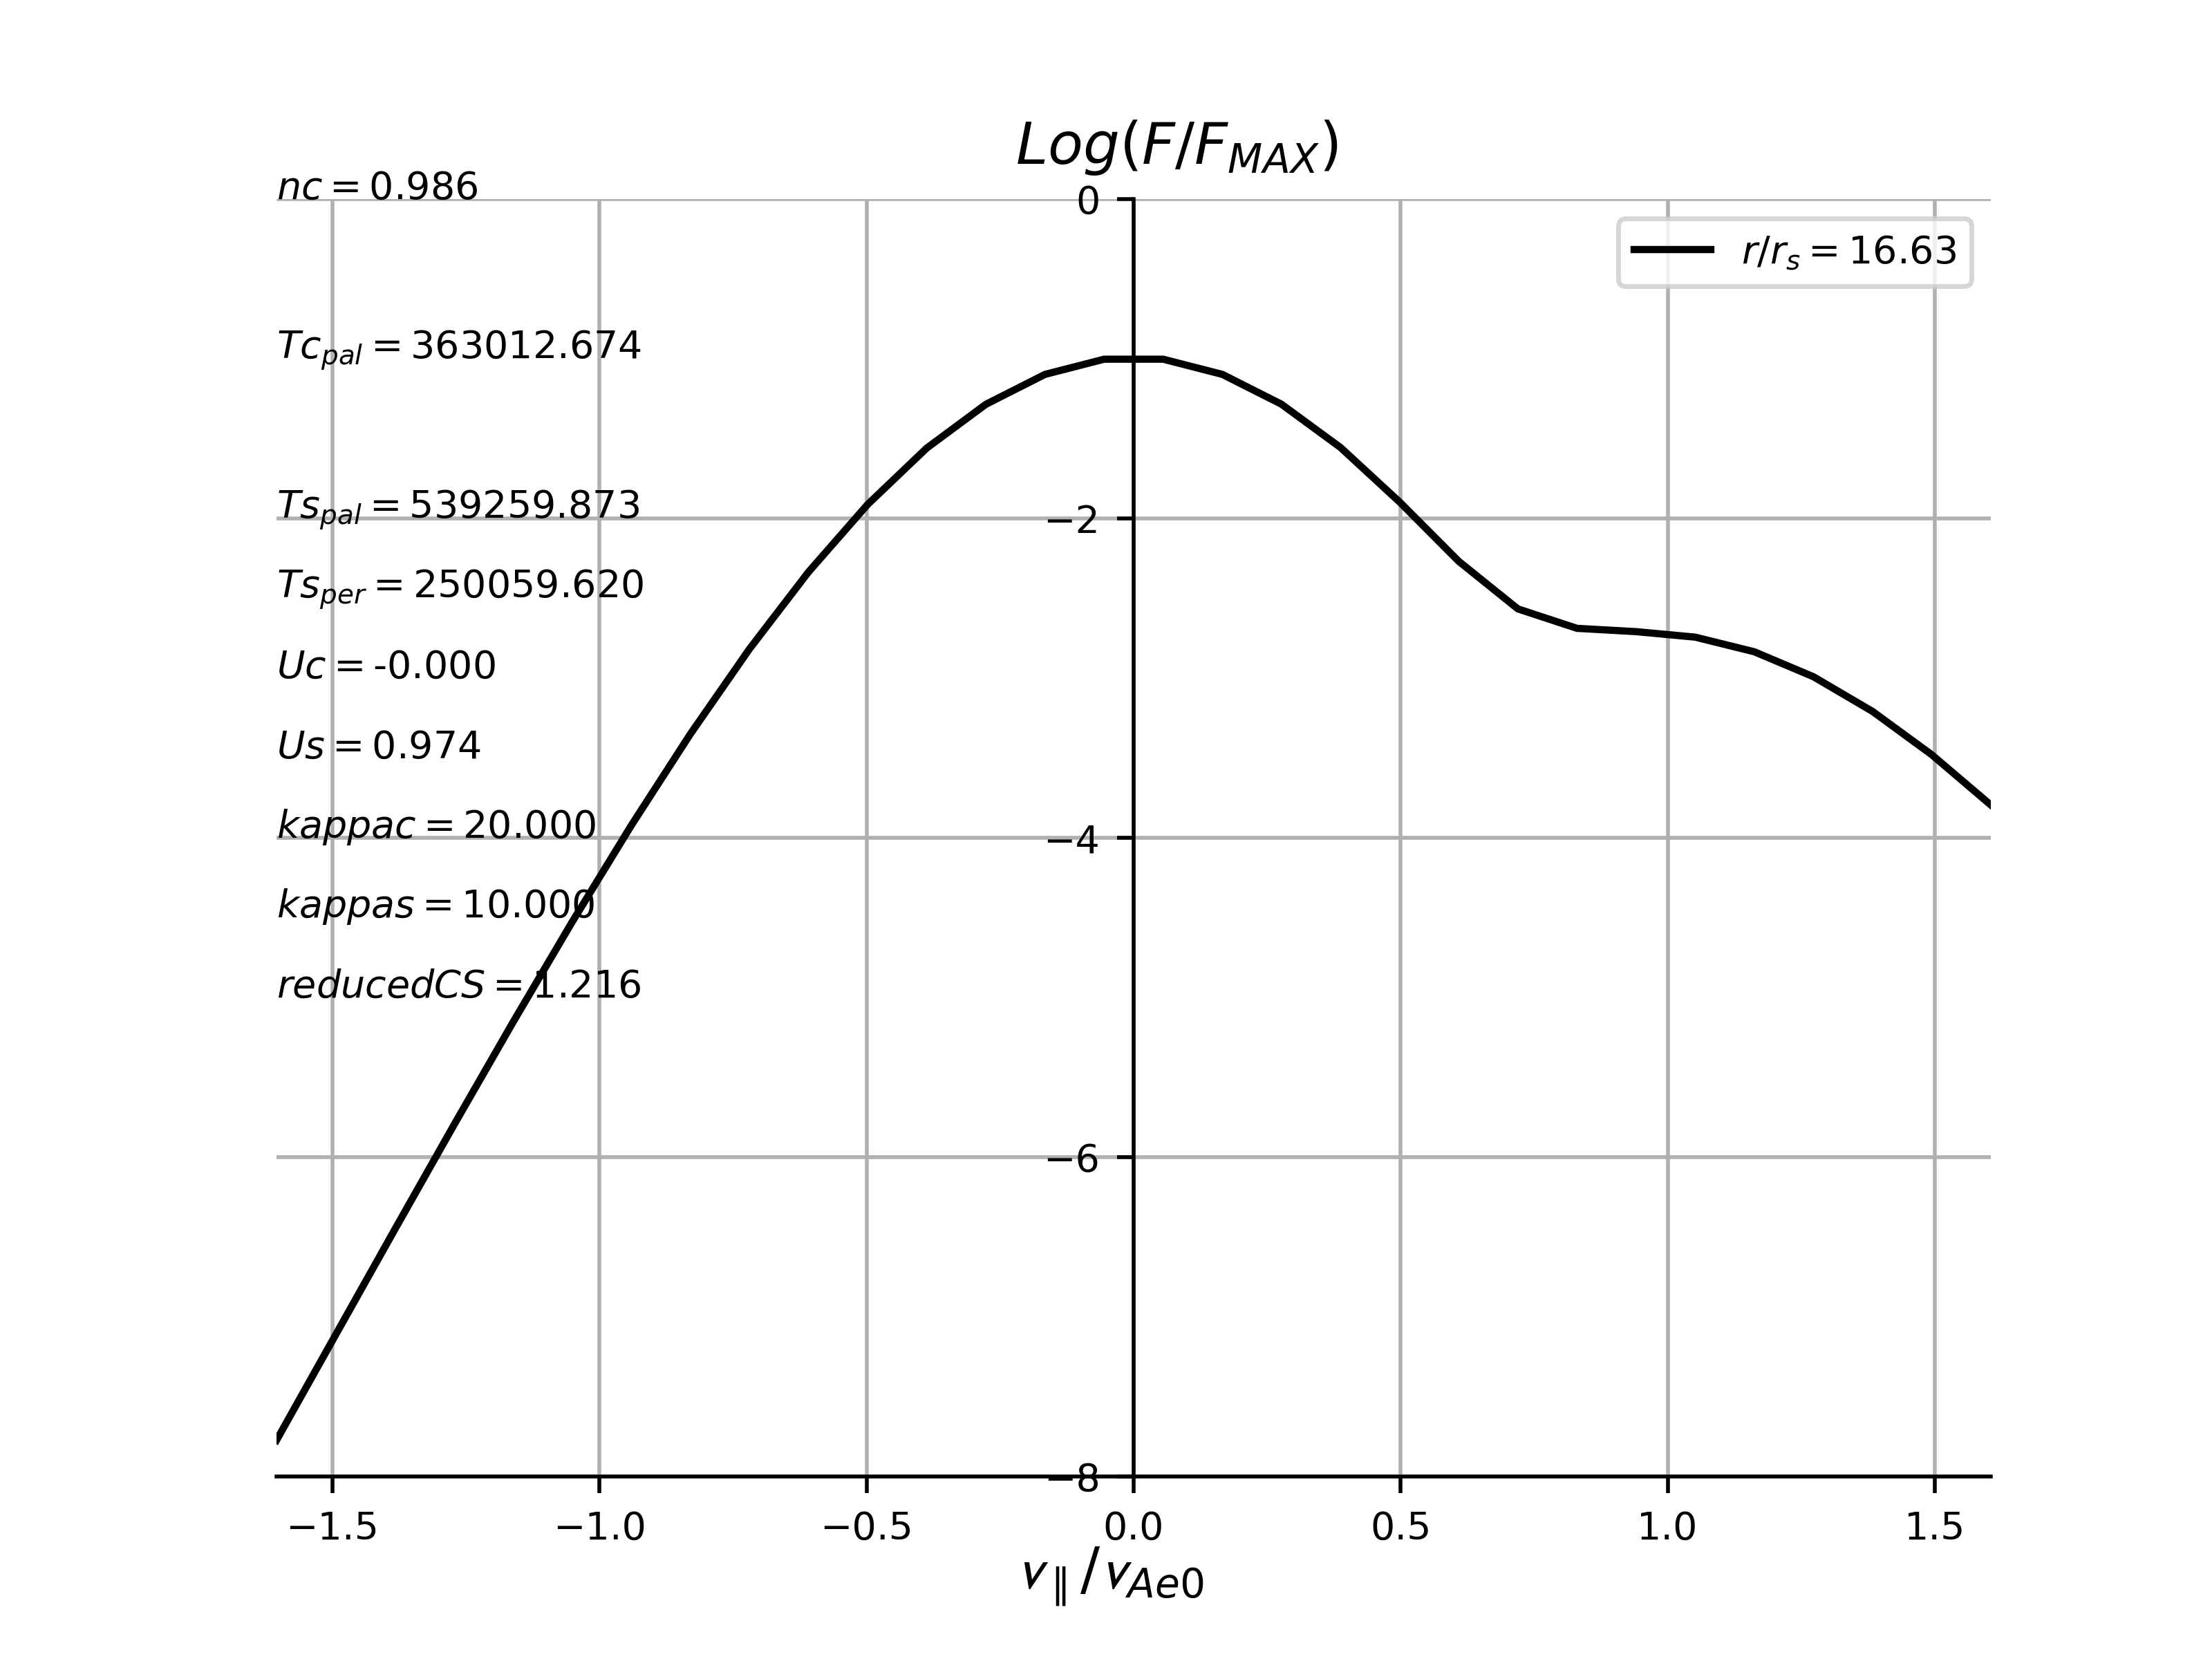 Log(F/F_MAX)
nc = 0.986
0
r/r_s = 16.63
Tc_pal = 363012.674
Ts_pal = 539259.873
−2
Ts_per = 250059.620
Uc = -0.000
Us = 0.974
kappac = 20.000
−4
kappas = 10.000
reducedCS = 1.216
−6
−8
−1.5 −1.0 −0.5 0.0 0.5 1.0 1.5
v_∥/v_Ae0